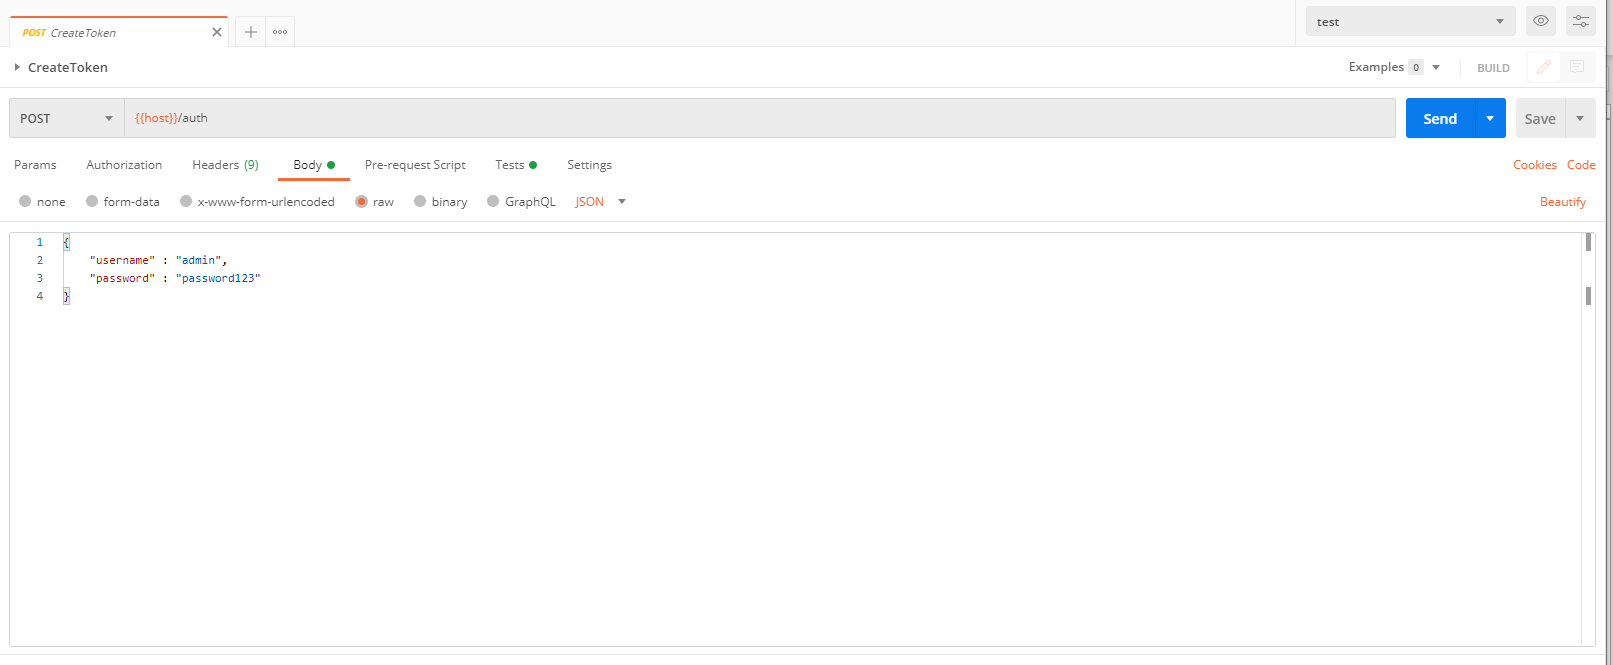 POST CreateToken
test
CreateToken
Examples 0 BUILD
POST {{host}}/auth Send Save
Params Authorization Headers (9) Body Pre-request Script Tests Settings Cookies Code
none form-data x-www-form-urlencoded raw binary GraphQL JSON Beautify
1 {
2 "username" : "admin",
3 "password" : "password123"
4 }